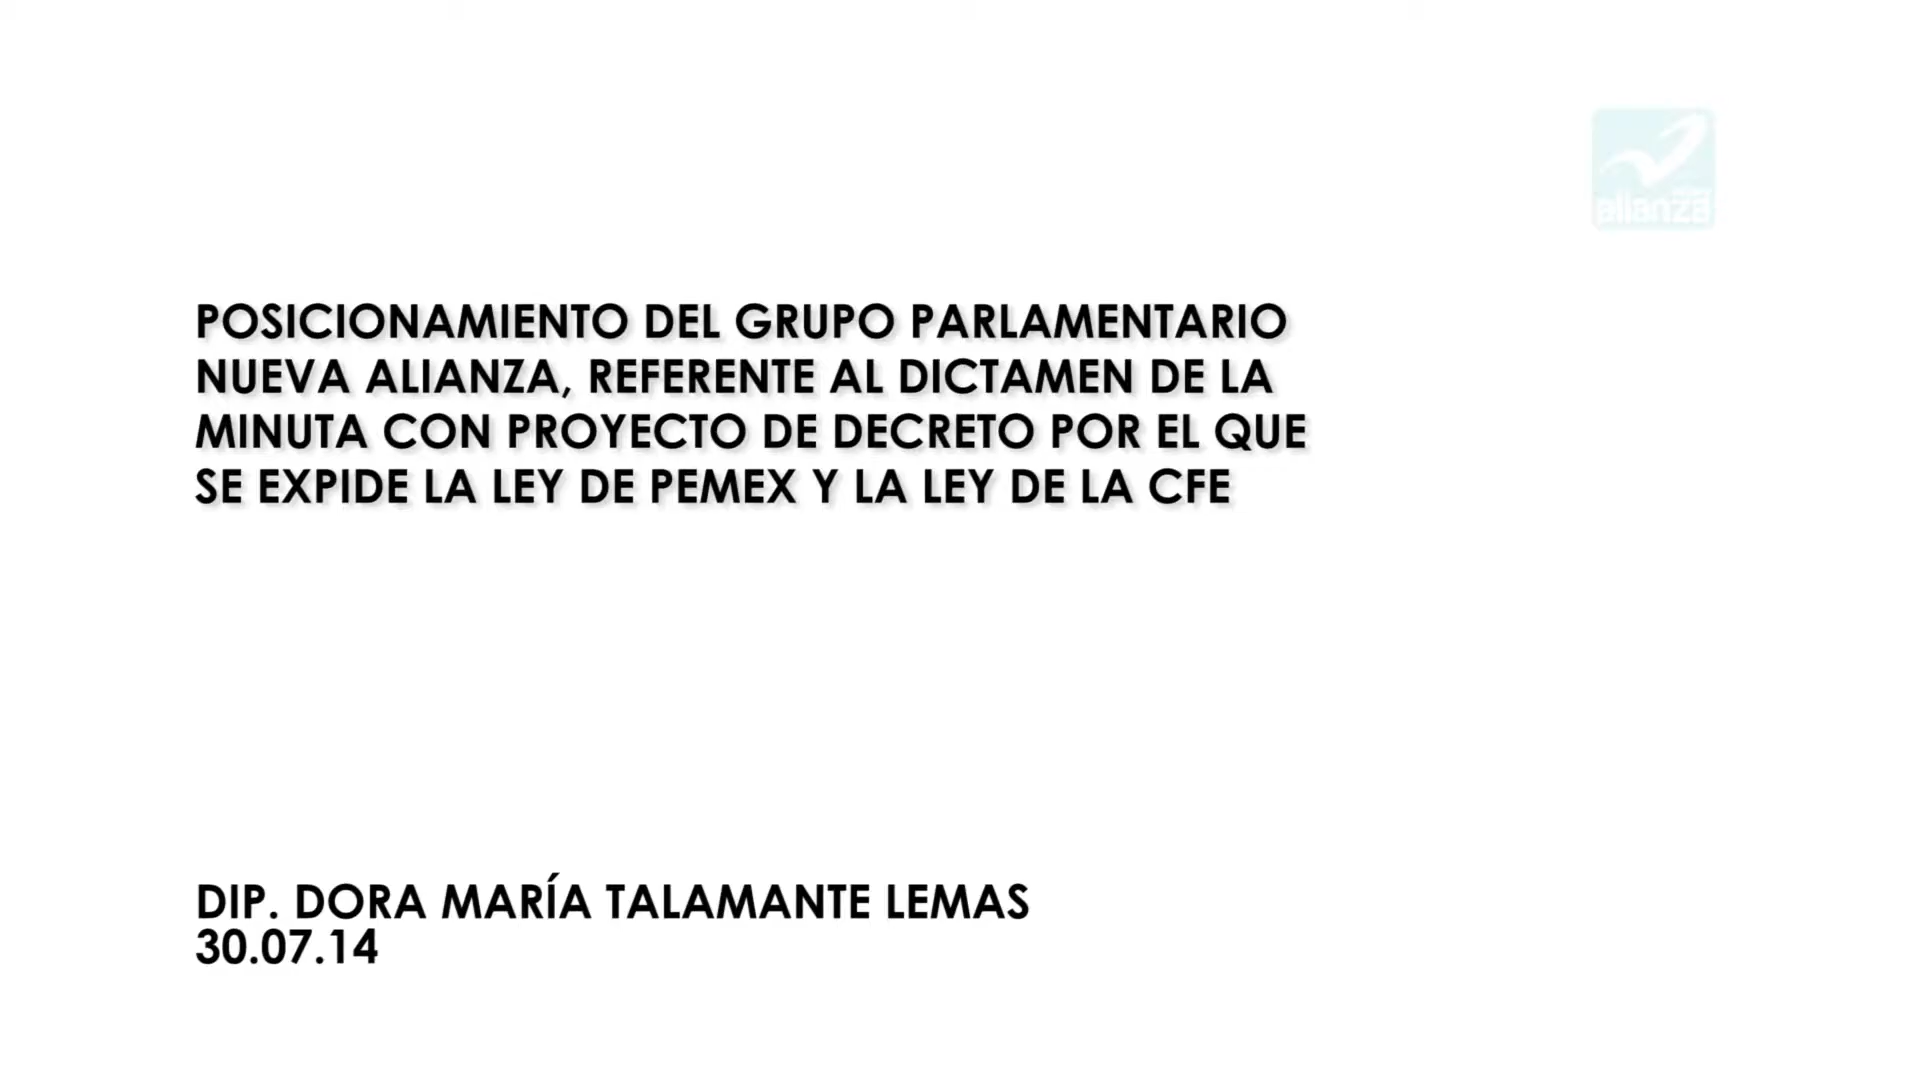 alianza
POSICIONAMIENTO DEL GRUPO PARLAMENTARIO
NUEVA ALIANZA, REFERENTE AL DICTAMEN DE LA
MINUTA CON PROYECTO DE DECRETO POR EL QUE
SE EXPIDE LA LEY DE PEMEX Y LA LEY DE LA CFE
DIP. DORA MARÍA TALAMANTE LEMAS
30.07.14